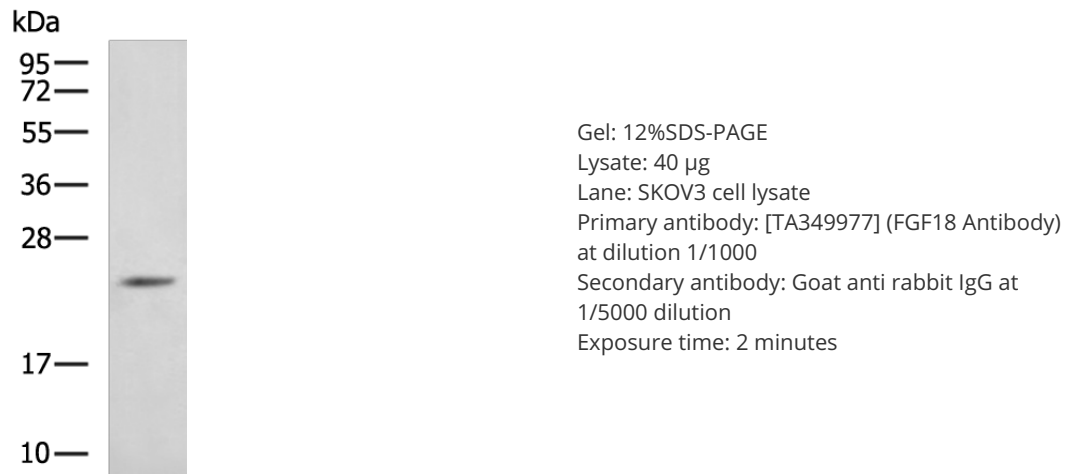 kDa
95
72
55
36
28
17
10
Gel: 12%SDS-PAGE
Lysate: 40 µg
Lane: SKOV3 cell lysate
Primary antibody: [TA349977] (FGF18 Antibody)
at dilution 1/1000
Secondary antibody: Goat anti rabbit IgG at
1/5000 dilution
Exposure time: 2 minutes